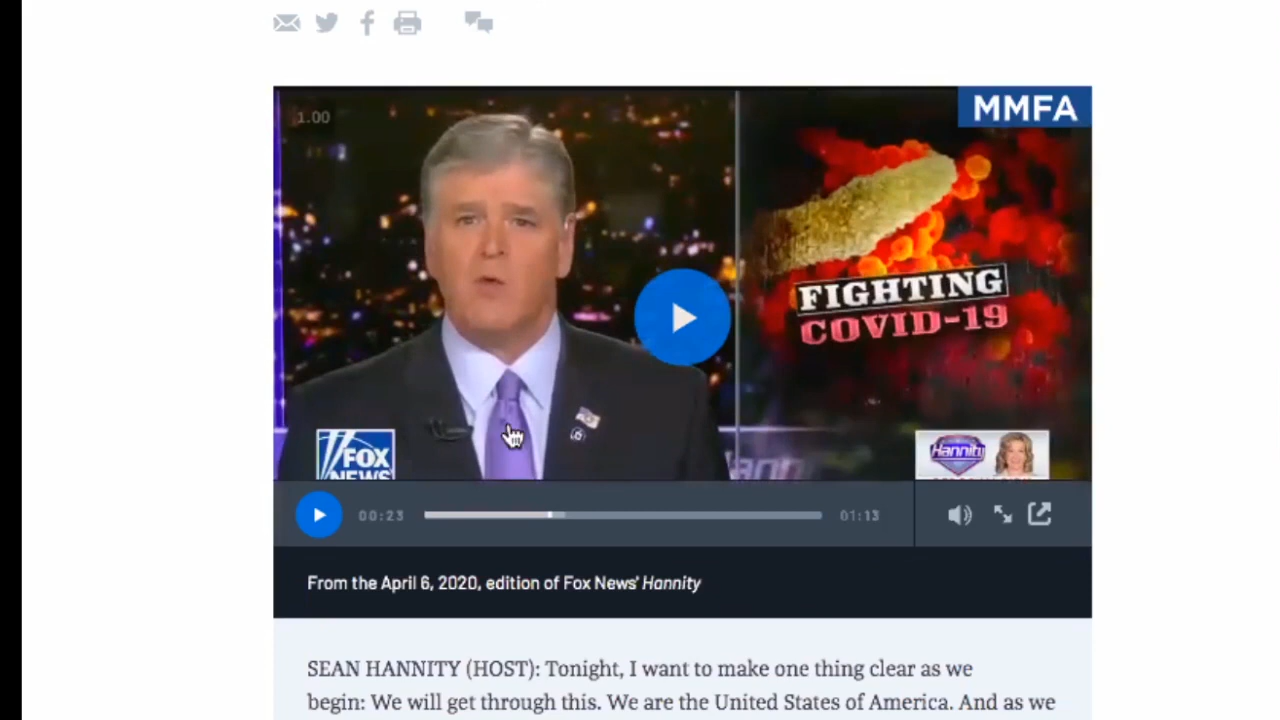 MMFA
1.00
FIGHTING
COVID-19
FOX
NEWS
Hannity
00:23
01:13
From the April 6, 2020, edition of Fox News' Hannity
SEAN HANNITY (HOST): Tonight, I want to make one thing clear as we
begin: We will get through this. We are the United States of America. And as we